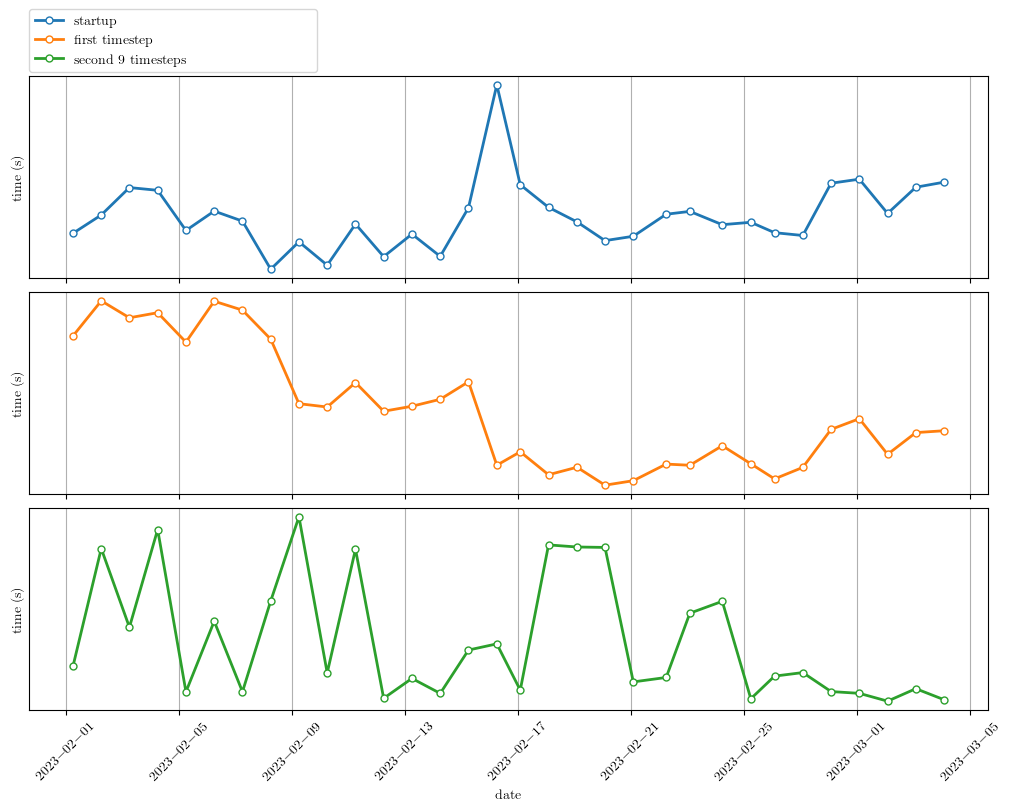 startup
first timestep
second 9 timesteps
time (s)
time (s)
time (s)
2023−02−01
2023−02−05
2023−02−09
2023−02−13
2023−02−17
2023−02−21
2023−02−25
2023−03−01
2023−03−05
date